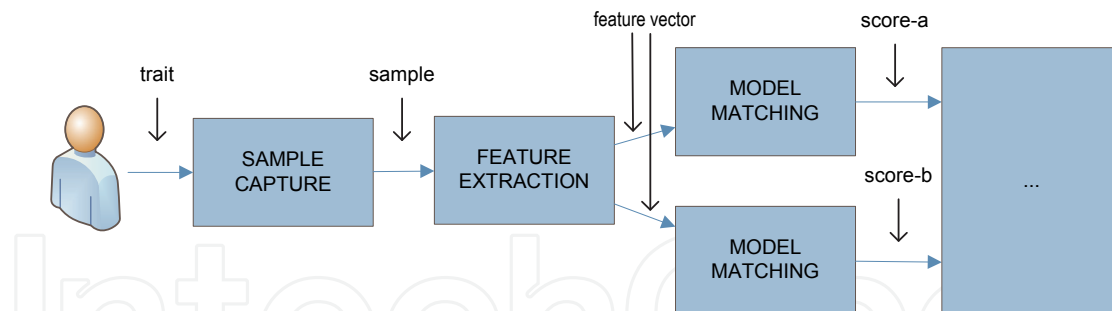 feature vector
score-a
trait
sample
MODEL
MATCHING
SAMPLE
CAPTURE
FEATURE
EXTRACTION
...
score-b
MODEL
MATCHING